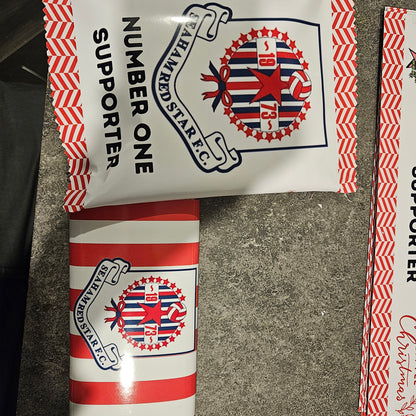 NUMBER ONE
SUPPORTER
19
73
SEAHAM RED STAR F.C.
19
73
SEAHAM RED STAR F.C.
SUPPORTER
Christmas